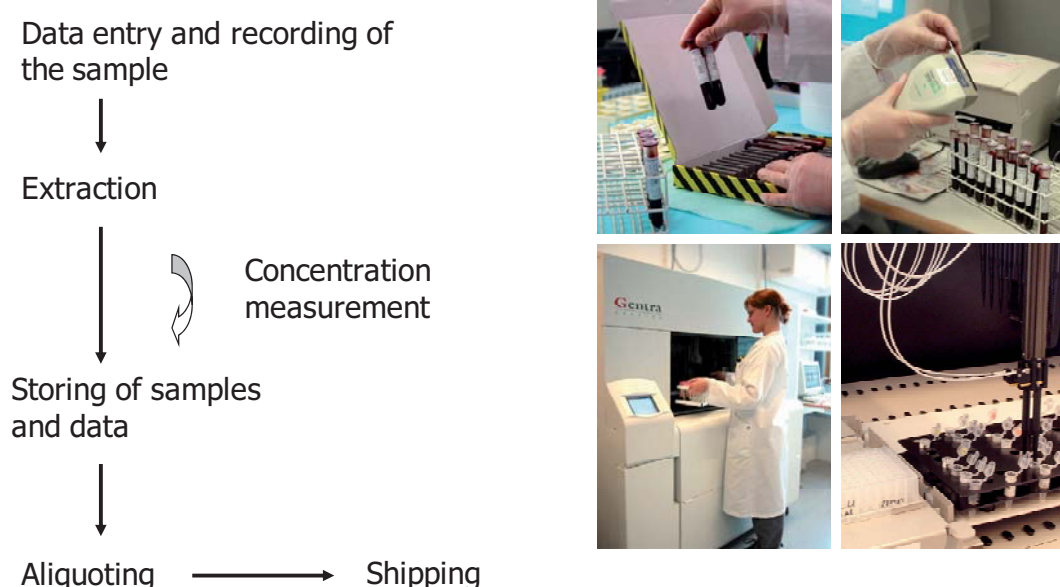 Data entry and recording of
the sample
Extraction
Concentration
measurement
Storing of samples
and data
Aliquoting
Shipping
Gentra